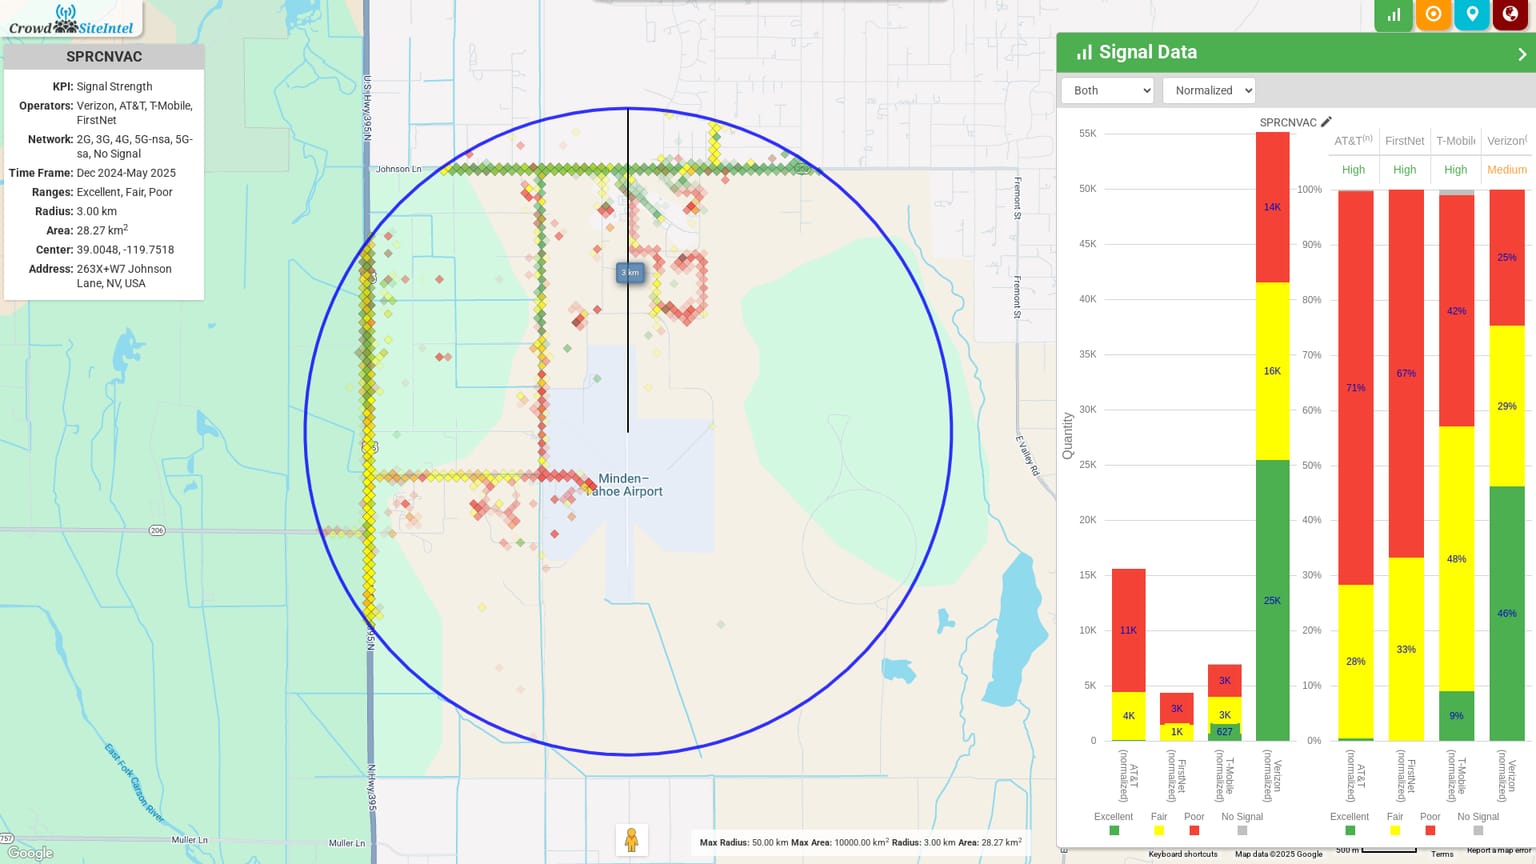 Crowd SiteIntel
SPRCNVAC
KPI: Signal Strength
Operators: Verizon, AT&T, T-Mobile,
FirstNet
Network: 2G, 3G, 4G, 5G-nsa, 5G-
sa, No Signal
Time Frame: Dec 2024-May 2025
Ranges: Excellent, Fair, Poor
Radius: 3.00 km
Area: 28.27 km²
Center: 39.0048, -119.7518
Address: 263X+W7 Johnson
Lane, NV, USA
U.S. Hwy 395 N
Johnson Ln
Fremont St
3 km
Fremont St
E Valley Rd
Minden-
Tahoe Airport
206
395 N
N Hwy 395
East Fork Carson River
757
Muller Ln
Muller Ln
Google
Max Radius: 50.00 km Max Area: 10000.00 km² Radius: 3.00 km Area: 28.27 km²
Signal Data
Both
Normalized
SPRCNVAC
Quantity
55K
50K
45K
40K
35K
30K
25K
20K
15K
10K
5K
0
11K
4K
3K
1K
3K
3K
627
14K
16K
25K
AT&T
(normalized)
FirstNet
(normalized)
T-Mobile
(normalized)
Verizon
(normalized)
Excellent Fair Poor No Signal
AT&T(n) FirstNet T-Mobile Verizon(
High High High Medium
100%
90%
80%
70%
60%
50%
40%
30%
20%
10%
0%
71%
28%
67%
33%
42%
48%
9%
25%
29%
46%
AT&T
(normalized)
FirstNet
(normalized)
T-Mobile
(normalized)
Verizon
(normalized)
Excellent Fair Poor No Signal
Keyboard shortcuts Map data ©2025 Google 500 m Terms Report a map error